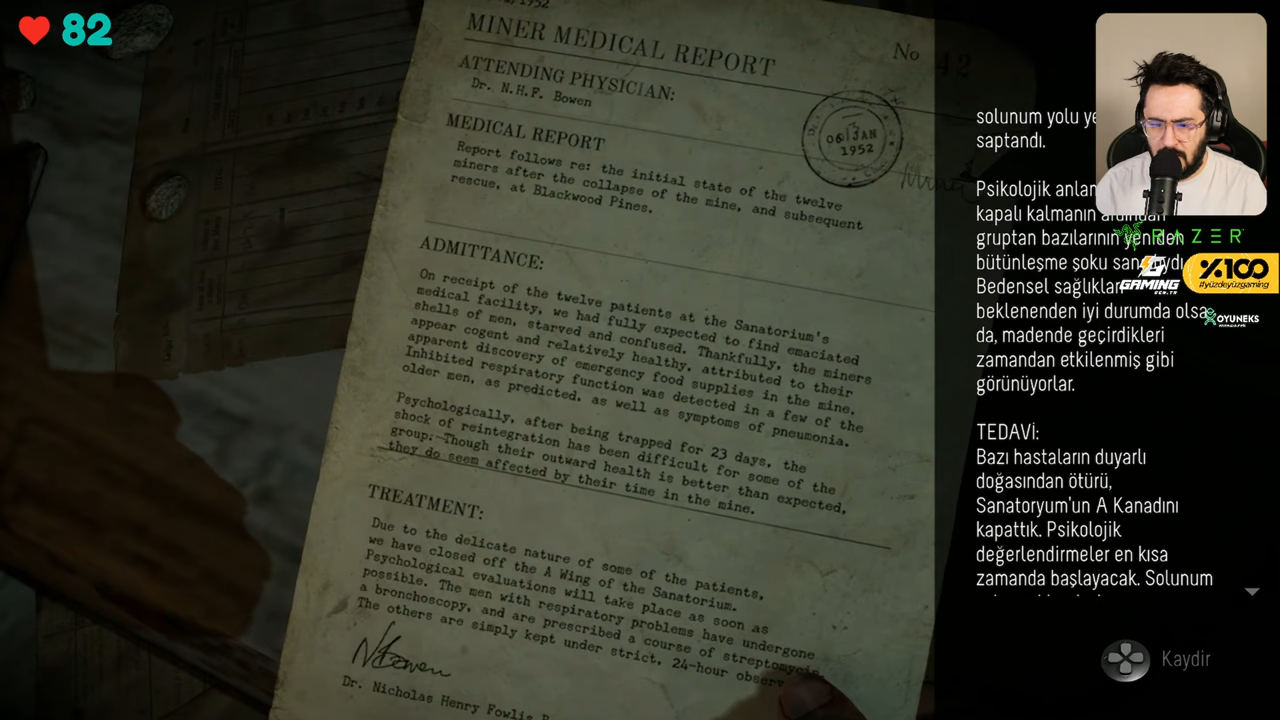 82
1952
MINER MEDICAL REPORT
No 42
ATTENDING PHYSICIAN:
Dr. N.H.F. Bowen
06 JAN
1952
MEDICAL REPORT
Report follows re: the initial state of the twelve
miners after the collapse of the mine, and subsequent
rescue, at Blackwood Pines.
ADMITTANCE:
On receipt of the twelve patients at the Sanatorium's
medical facility, we had fully expected to find emaciated
shells of men, starved and confused. Thankfully, the miners
appear cogent and relatively healthy, attributed to their
apparent discovery of emergency food supplies in the mine.
Inhibited respiratory function was detected in a few of the
older men, as predicted, as well as symptoms of pneumonia.
Psychologically, after being trapped for 23 days, the
shock of reintegration has been difficult for some of the
group. Though their outward health is better than expected,
they do seem affected by their time in the mine.
TREATMENT:
Due to the delicate nature of some of the patients,
we have closed off the A Wing of the Sanatorium.
Psychological evaluations will take place as soon as
possible. The men with respiratory problems have undergone
a bronchoscopy, and are prescribed a course of streptomycin.
The others are simply kept under strict, 24-hour observ
NBowen
Dr. Nicholas Henry Fowlis B
solunum yolu ye
saptandı.
Psikolojik anlam
kapalı kalmanın ardından
gruptan bazılarının yeniden
bütünleşme şoku
Bedensel sağlıkları
beklenenden iyi durumda olsa
da, madende geçirdikleri
zamandan etkilenmiş gibi
görünüyorlar.
TEDAVİ:
Bazı hastaların duyarlı
doğasından ötürü,
Sanatoryum'un A Kanadını
kapattık. Psikolojik
değerlendirmeler en kısa
zamanda başlayacak. Solunum
RAZER
GAMING
GEN.TR
%100
#yüzdeyüzgaming
OYUNEKS
Kaydir